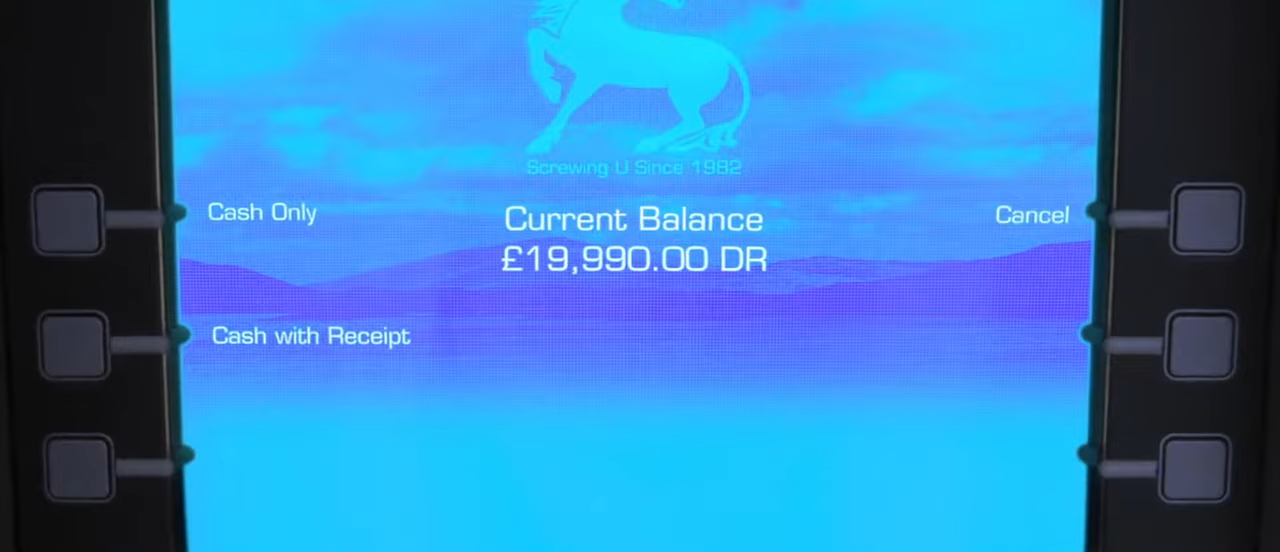 Screwing U Since 1982
Cash Only
Current Balance
Cancel
£19,990.00 DR
Cash with Receipt